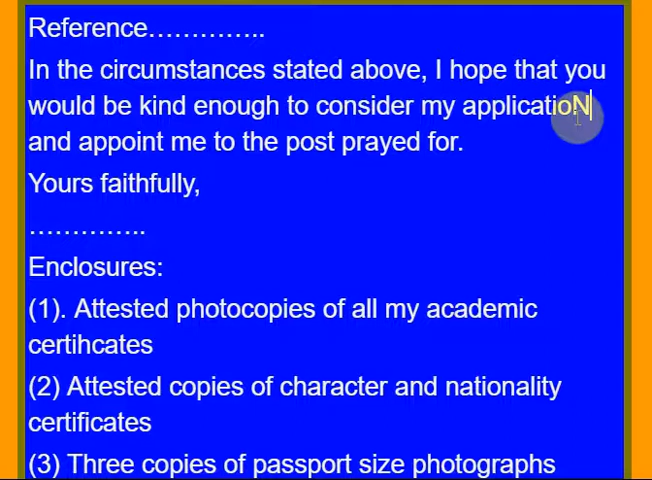 Reference…………..
In the circumstances stated above, I hope that you
would be kind enough to consider my applicatioN
and appoint me to the post prayed for.
Yours faithfully,
…………..
Enclosures:
(1). Attested photocopies of all my academic
certihcates
(2) Attested copies of character and nationality
certificates
(3) Three copies of passport size photographs